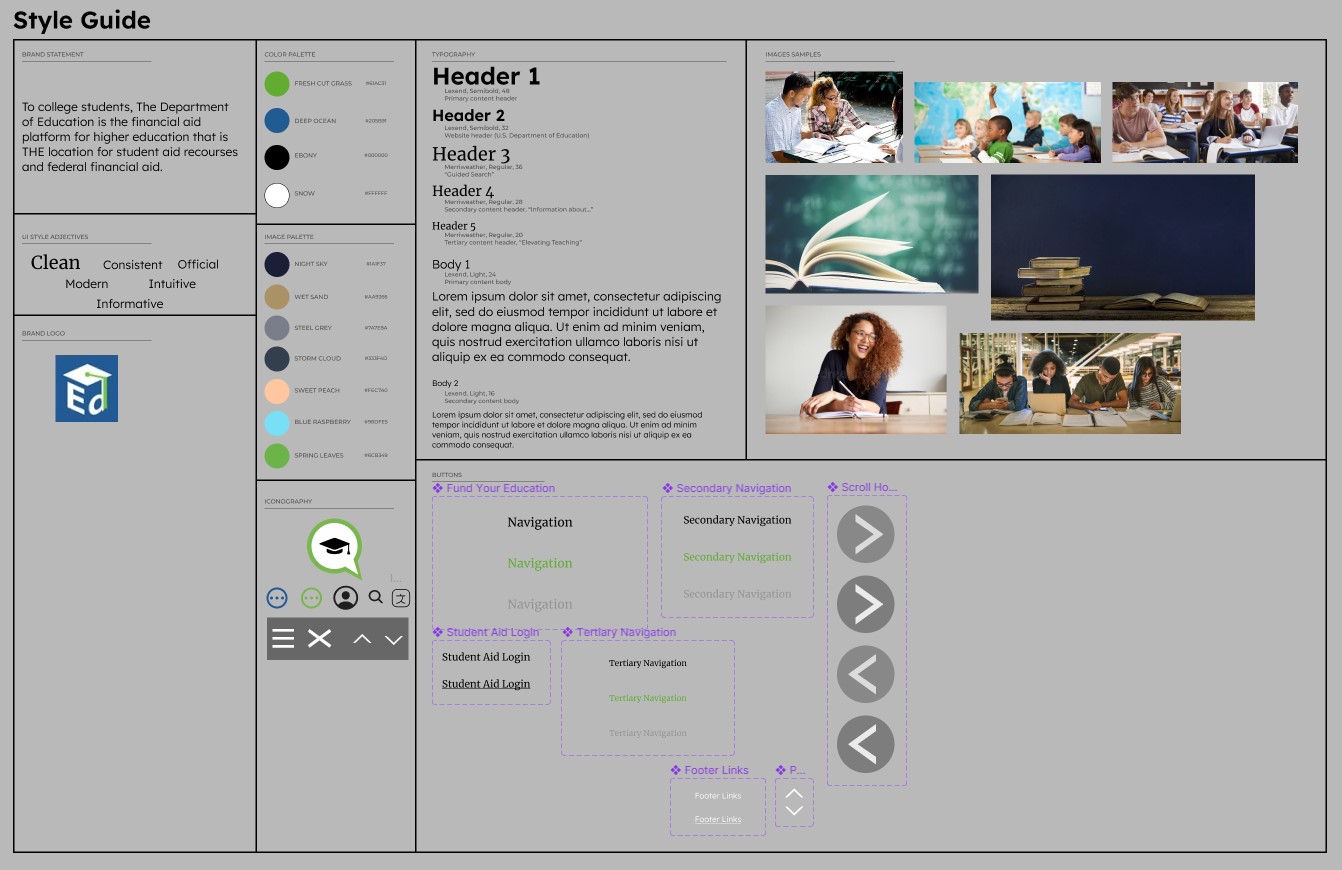 Style Guide
BRAND STATEMENT
To college students, The Department
of Education is the financial aid
platform for higher education that is
THE location for student aid recourses
and federal financial aid.
UI STYLE ADJECTIVES
Clean Consistent Official
Modern Intuitive
Informative
BRAND LOGO
Ed
COLOR PALETTE
FRESH CUT GRASS
DEEP OCEAN
EBONY #000000
SNOW #FFFFFF
IMAGE PALETTE
NIGHT SKY
WET SAND
STEEL GREY
STORM CLOUD
SWEET PEACH
BLUE RASPBERRY
SPRING LEAVES
ICONOGRAPHY
文
TYPOGRAPHY
Header 1
Lexend, Semibold, 48
Primary content header
Header 2
Lexend, Semibold, 32
Website header (U.S. Department of Education)
Header 3
Merriweather, Regular, 36
"Guided Search"
Header 4
Merriweather, Regular, 28
Secondary content header, "Information about..."
Header 5
Merriweather, Regular, 20
Tertiary content header, "Elevating Teaching"
Body 1
Lexend, Light, 24
Primary content body
Lorem ipsum dolor sit amet, consectetur adipiscing
elit, sed do eiusmod tempor incididunt ut labore et
dolore magna aliqua. Ut enim ad minim veniam,
quis nostrud exercitation ullamco laboris nisi ut
aliquip ex ea commodo consequat.
Body 2
Lexend, Light, 16
Secondary content body
Lorem ipsum dolor sit amet, consectetur adipiscing elit, sed do eiusmod
tempor incididunt ut labore et dolore magna aliqua. Ut enim ad minim
veniam, quis nostrud exercitation ullamco laboris nisi ut aliquip ex ea
commodo consequat.
IMAGES SAMPLES
BUTTONS
Fund Your Education
Navigation
Navigation
Navigation
Secondary Navigation
Secondary Navigation
Secondary Navigation
Secondary Navigation
Scroll Ho...
Student Aid Login
Student Aid Login
Student Aid Login
Tertiary Navigation
Tertiary Navigation
Tertiary Navigation
Tertiary Navigation
Footer Links
Footer Links
Footer Links
P...